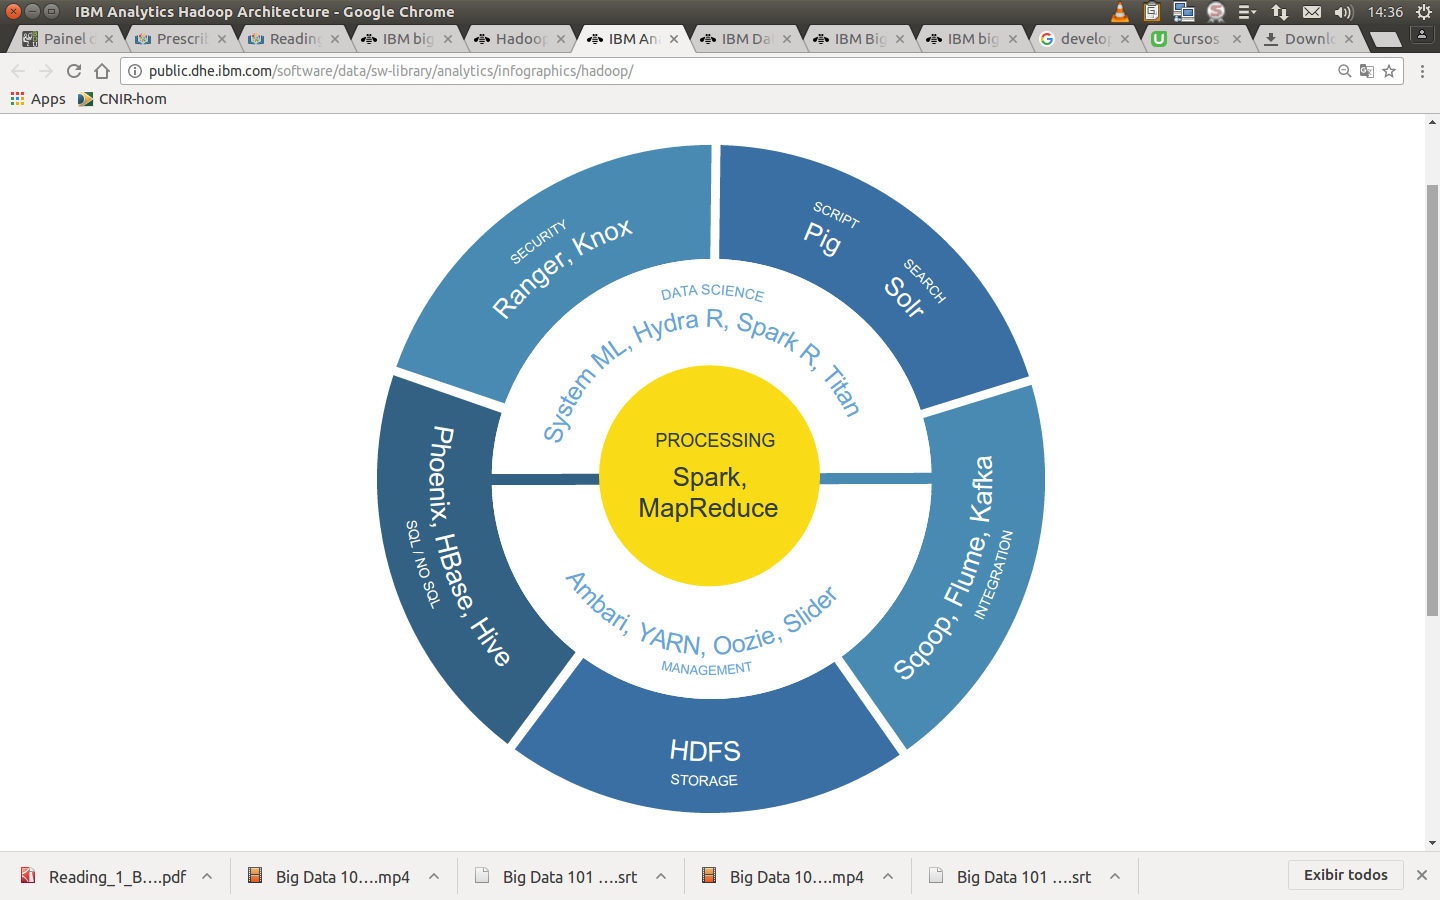 IBM Analytics Hadoop Architecture - Google Chrome
14:36
Painel
Prescri
Reading
IBM big
Hadoop
IBM An
IBM Da
IBM Big
IBM big
develo
Cursos
Downl
public.dhe.ibm.com/software/data/sw-library/analytics/infographics/hadoop/
Apps
CNIR-hom
SECURITY
Ranger, Knox
SCRIPT
Pig
SEARCH
Solr
DATA SCIENCE
System ML, Hydra R, Spark R, Titan
PROCESSING
Spark,
MapReduce
Phoenix, HBase, Hive
SQL / NO SQL
Sqoop, Flume, Kafka
INTEGRATION
Ambari, YARN, Oozie, Slider
MANAGEMENT
HDFS
STORAGE
Reading_1_B....pdf
Big Data 10....mp4
Big Data 101 ....srt
Big Data 10....mp4
Big Data 101 ....srt
Exibir todos